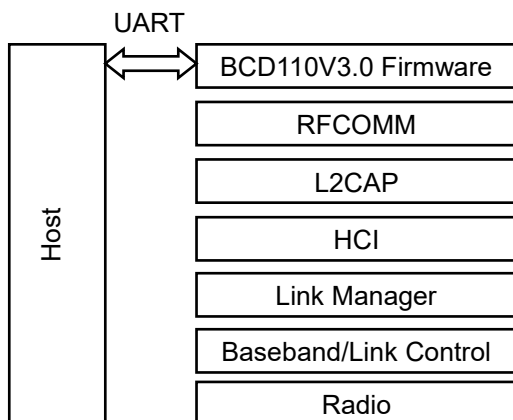 UART
BCD110V3.0 Firmware
RFCOMM
L2CAP
HCI
Host
Link Manager
Baseband/Link Control
Radio